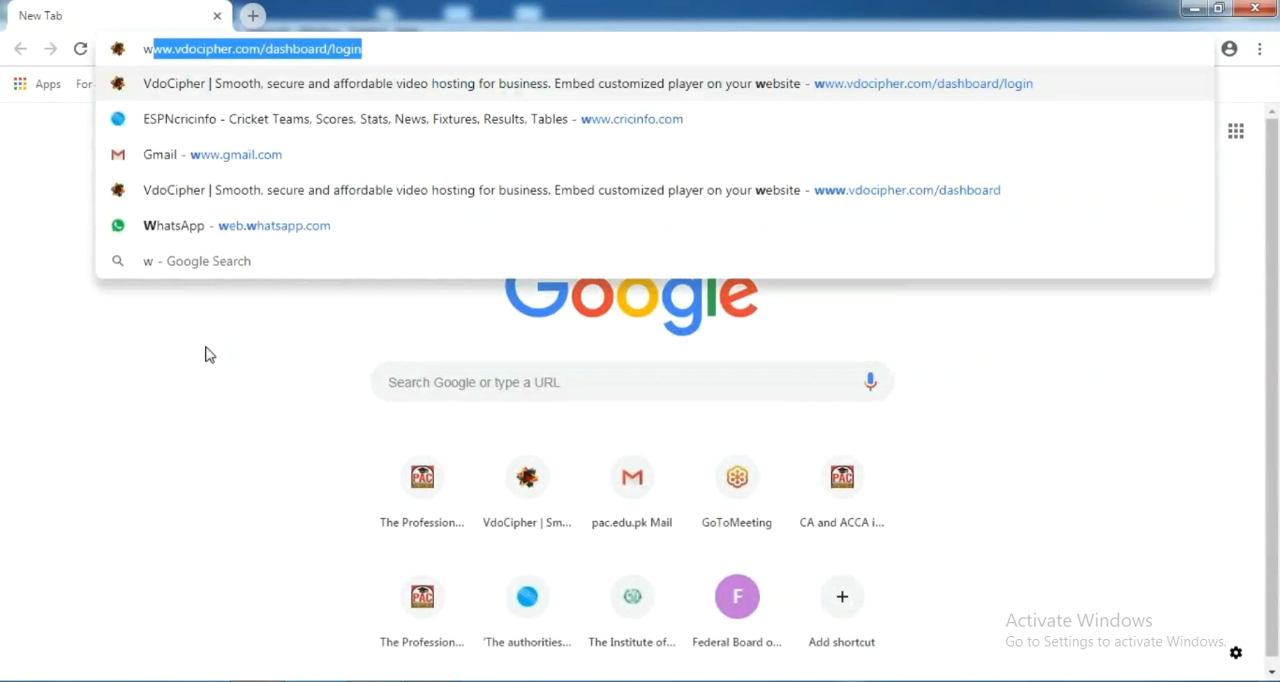 New Tab
www.vdocipher.com/dashboard/login
VdoCipher | Smooth, secure and affordable video hosting for business. Embed customized player on your website - www.vdocipher.com/dashboard/login
Apps For
ESPNcricinfo - Cricket Teams, Scores, Stats, News, Fixtures, Results, Tables - www.cricinfo.com
Gmail - www.gmail.com
VdoCipher | Smooth, secure and affordable video hosting for business. Embed customized player on your website - www.vdocipher.com/dashboard
WhatsApp - web.whatsapp.com
w - Google Search
Google
Search Google or type a URL
The Profession... VdoCipher | Sm... pac.edu.pk Mail GoToMeeting CA and ACCA i...
F
The Profession... 'The authorities... The Institute of... Federal Board o... Add shortcut
Activate Windows
Go to Settings to activate Windows.